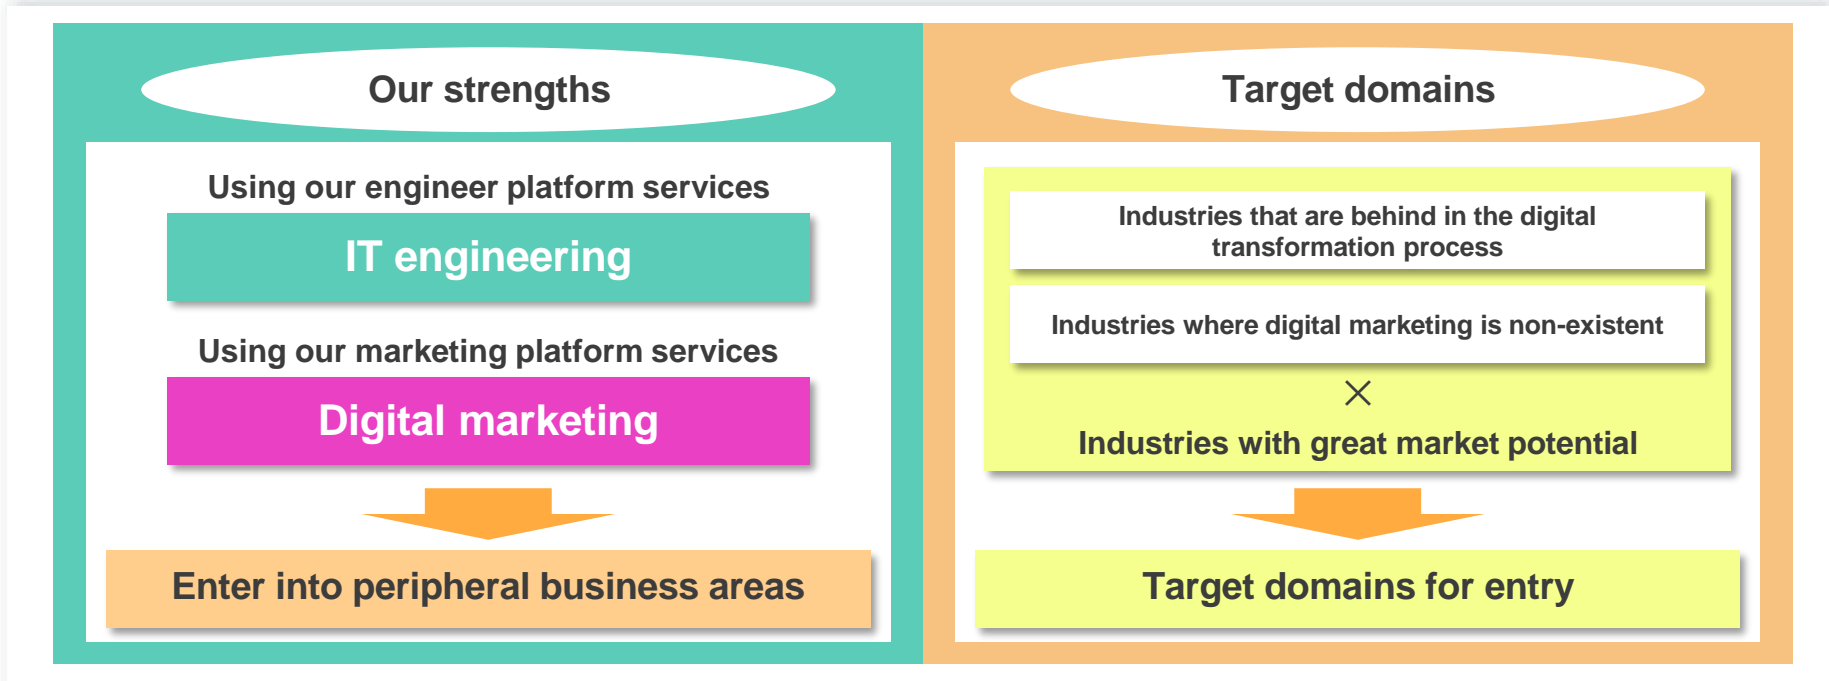 Our strengths
Using our engineer platform services
IT engineering
Using our marketing platform services
Digital marketing
Enter into peripheral business areas
Target domains
Industries that are behind in the digital
transformation process
Industries where digital marketing is non-existent
×
Industries with great market potential
Target domains for entry